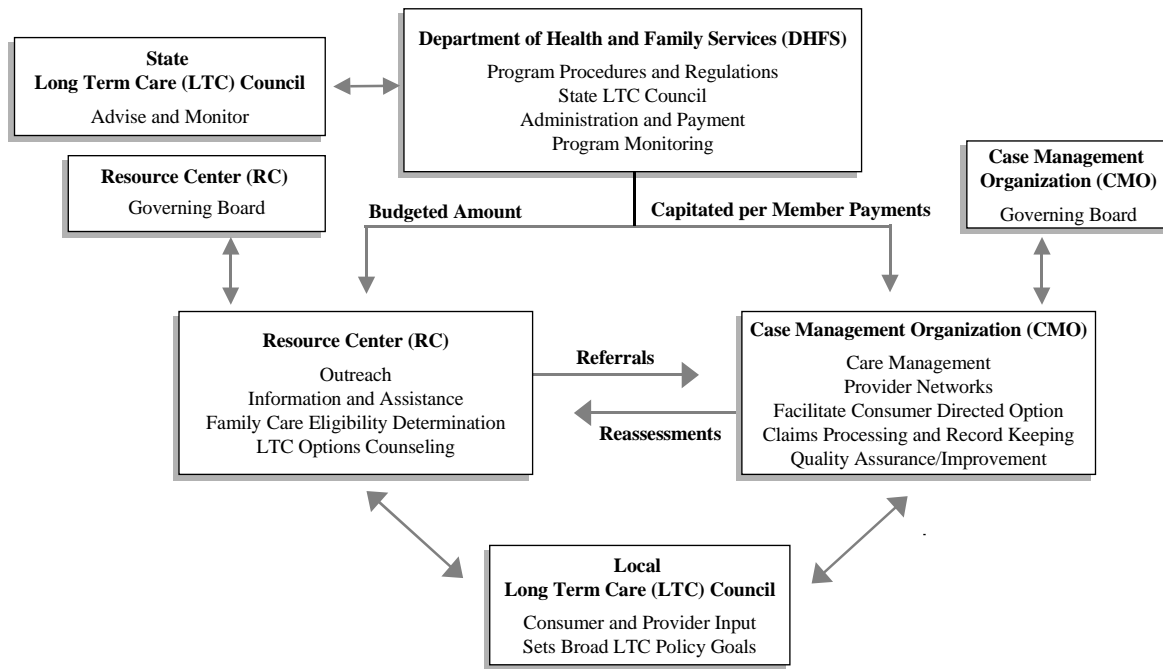 Department of Health and Family Services (DHFS)
Program Procedures and Regulations
State LTC Council
Administration and Payment
Program Monitoring
State
Long Term Care (LTC) Council
Advise and Monitor
Resource Center (RC)
Governing Board
Case Management
Organization (CMO)
Governing Board
Budgeted Amount
Capitated per Member Payments
Resource Center (RC)
Outreach
Information and Assistance
Family Care Eligibility Determination
LTC Options Counseling
Referrals
Reassessments
Case Management Organization (CMO)
Care Management
Provider Networks
Facilitate Consumer Directed Option
Claims Processing and Record Keeping
Quality Assurance/Improvement
Local
Long Term Care (LTC) Council
Consumer and Provider Input
Sets Broad LTC Policy Goals